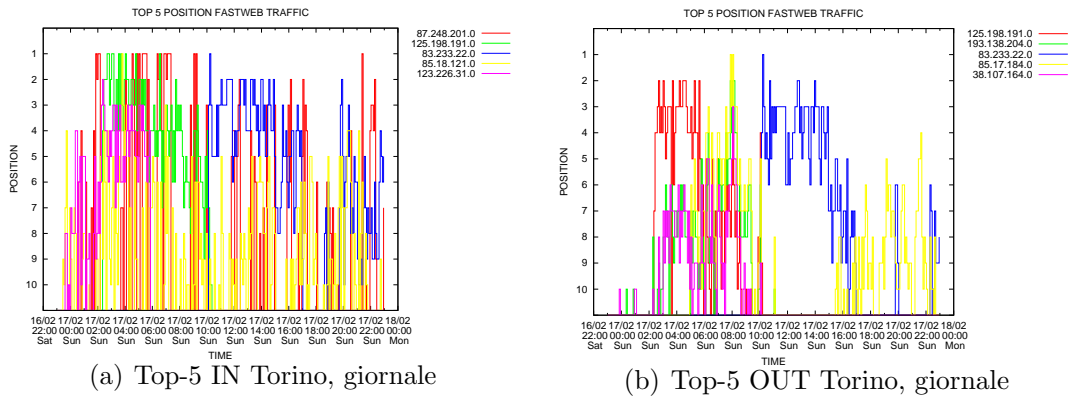 TOP 5 POSITION FASTWEB TRAFFIC
87.248.201.0
125.198.191.0
83.233.22.0
85.18.121.0
123.226.31.0
POSITION
1
2
3
4
5
6
7
8
9
10
16/02 17/02 17/02 17/02 17/02 17/02 17/02 17/02 17/02 17/02 17/02 17/02 17/02 18/02
22:00 00:00 02:00 04:00 06:00 08:00 10:00 12:00 14:00 16:00 18:00 20:00 22:00 00:00
Sat Sun Sun Sun Sun Sun Sun Sun Sun Sun Sun Sun Sun Mon
TIME
(a) Top-5 IN Torino, giornale
TOP 5 POSITION FASTWEB TRAFFIC
125.198.191.0
193.138.204.0
83.233.22.0
85.17.184.0
38.107.164.0
POSITION
1
2
3
4
5
6
7
8
9
10
16/02 17/02 17/02 17/02 17/02 17/02 17/02 17/02 17/02 17/02 17/02 17/02 17/02 18/02
22:00 00:00 02:00 04:00 06:00 08:00 10:00 12:00 14:00 16:00 18:00 20:00 22:00 00:00
Sat Sun Sun Sun Sun Sun Sun Sun Sun Sun Sun Sun Sun Mon
TIME
(b) Top-5 OUT Torino, giornale